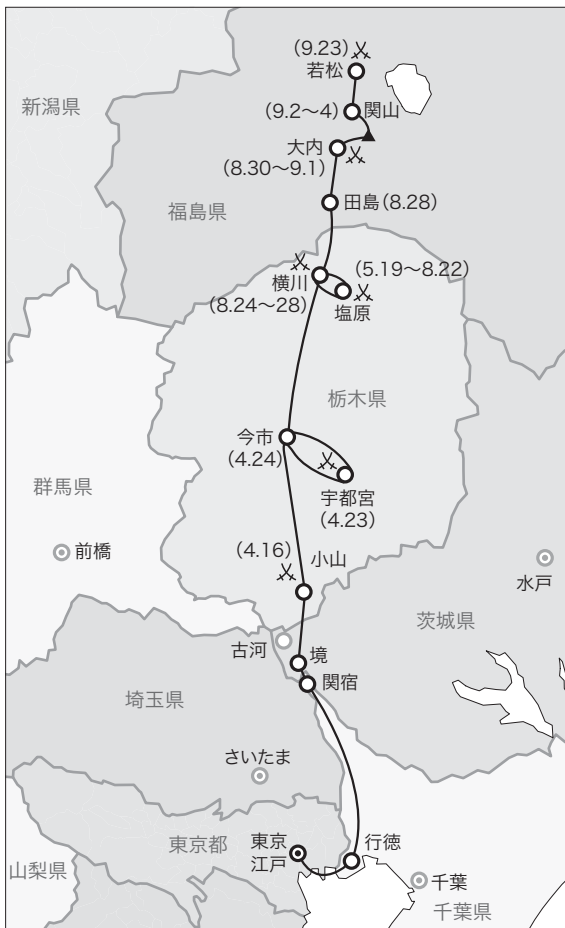 (9.23)
若松
新潟県
(9.2〜4)
関山
大内
(8.30〜9.1)
田島(8.28)
福島県
(5.19〜8.22)
横川
(8.24〜28)
塩原
栃木県
今市
(4.24)
宇都宮
(4.23)
群馬県
前橋
(4.16)
小山
水戸
茨城県
古河
境
関宿
埼玉県
さいたま
東京都
東京
江戸
行徳
山梨県
千葉
千葉県